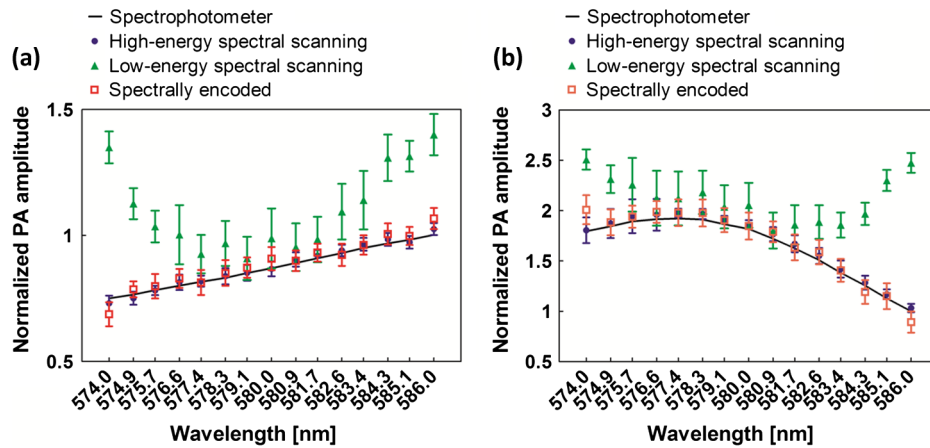 Spectrophotometer
High-energy spectral scanning
Low-energy spectral scanning
Spectrally encoded
(a)
Normalized PA amplitude
1.5
1
0.5
574.0
574.9
575.7
576.6
577.4
578.3
579.1
580.0
580.9
581.7
582.6
583.4
584.3
585.1
586.0
Wavelength [nm]
Spectrophotometer
High-energy spectral scanning
Low-energy spectral scanning
Spectrally encoded
(b)
Normalized PA amplitude
3
2.5
2
1.5
1
0.5
574.0
574.9
575.7
576.6
577.4
578.3
579.1
580.0
580.9
581.7
582.6
583.4
584.3
585.1
586.0
Wavelength [nm]